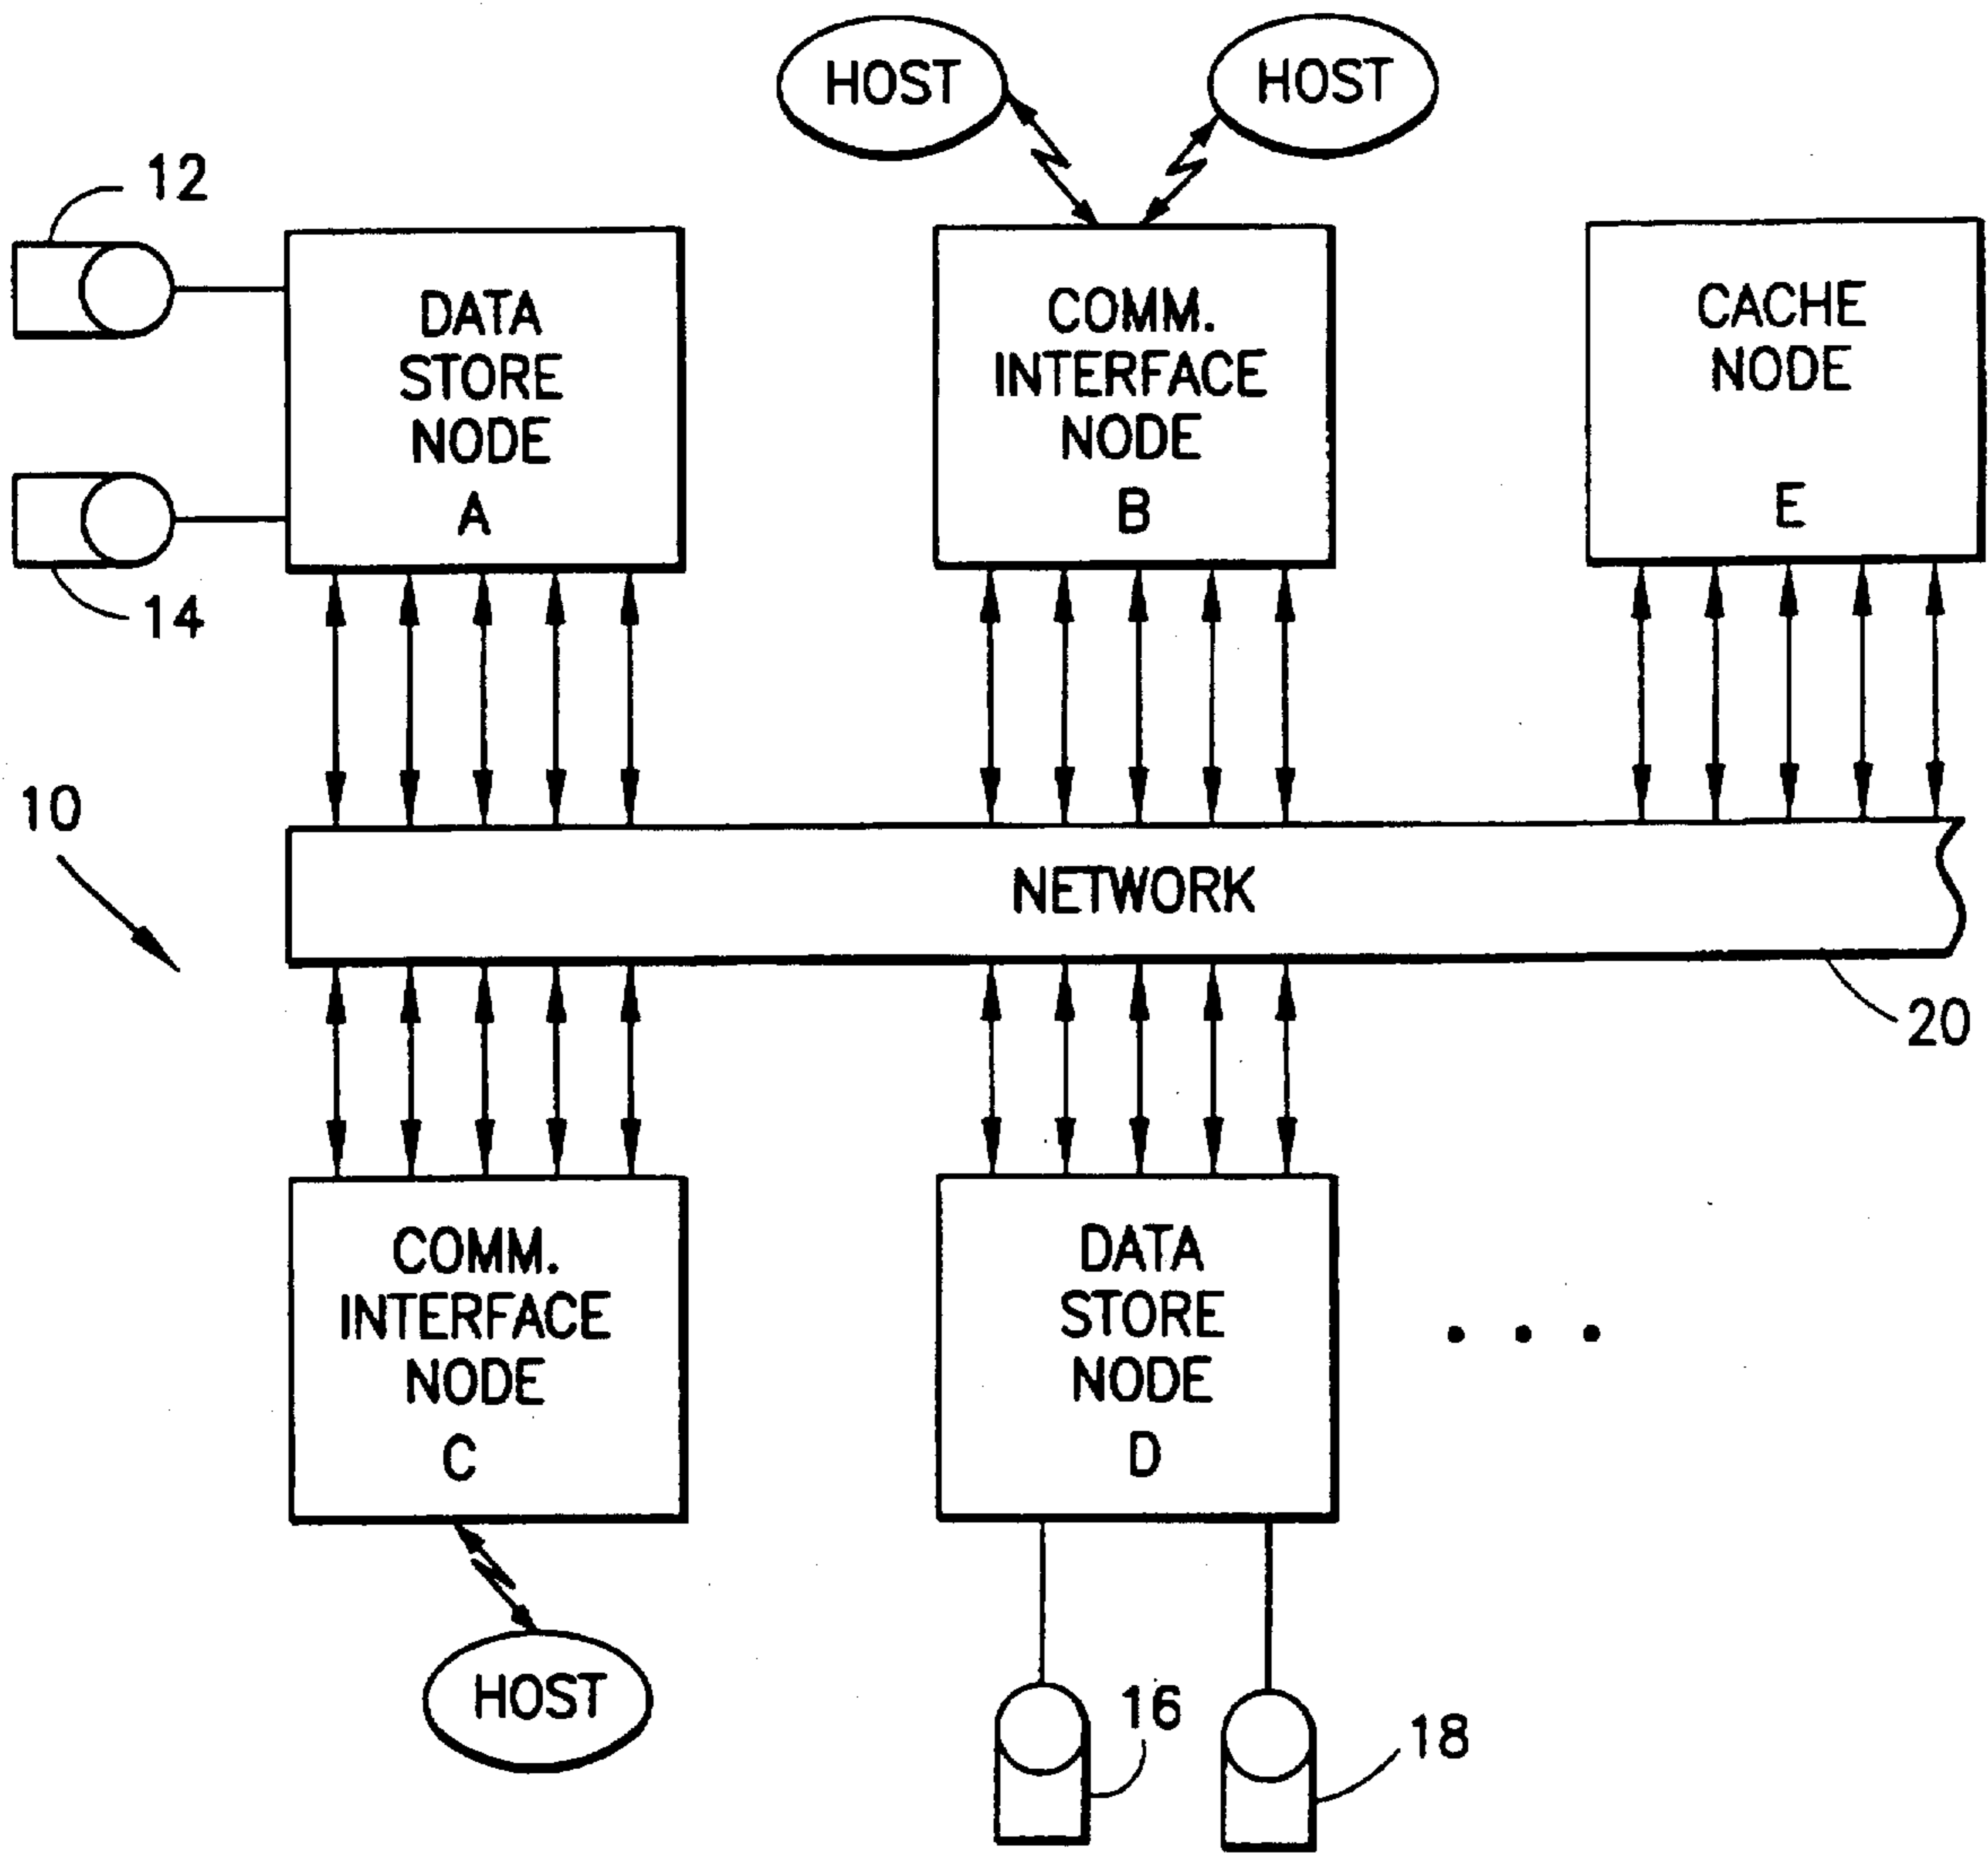 HOST
HOST
12
DATA
STORE
NODE
A
COMM.
INTERFACE
NODE
B
CACHE
NODE
E
14
10
NETWORK
20
COMM.
INTERFACE
NODE
C
DATA
STORE
NODE
D
HOST
16
18